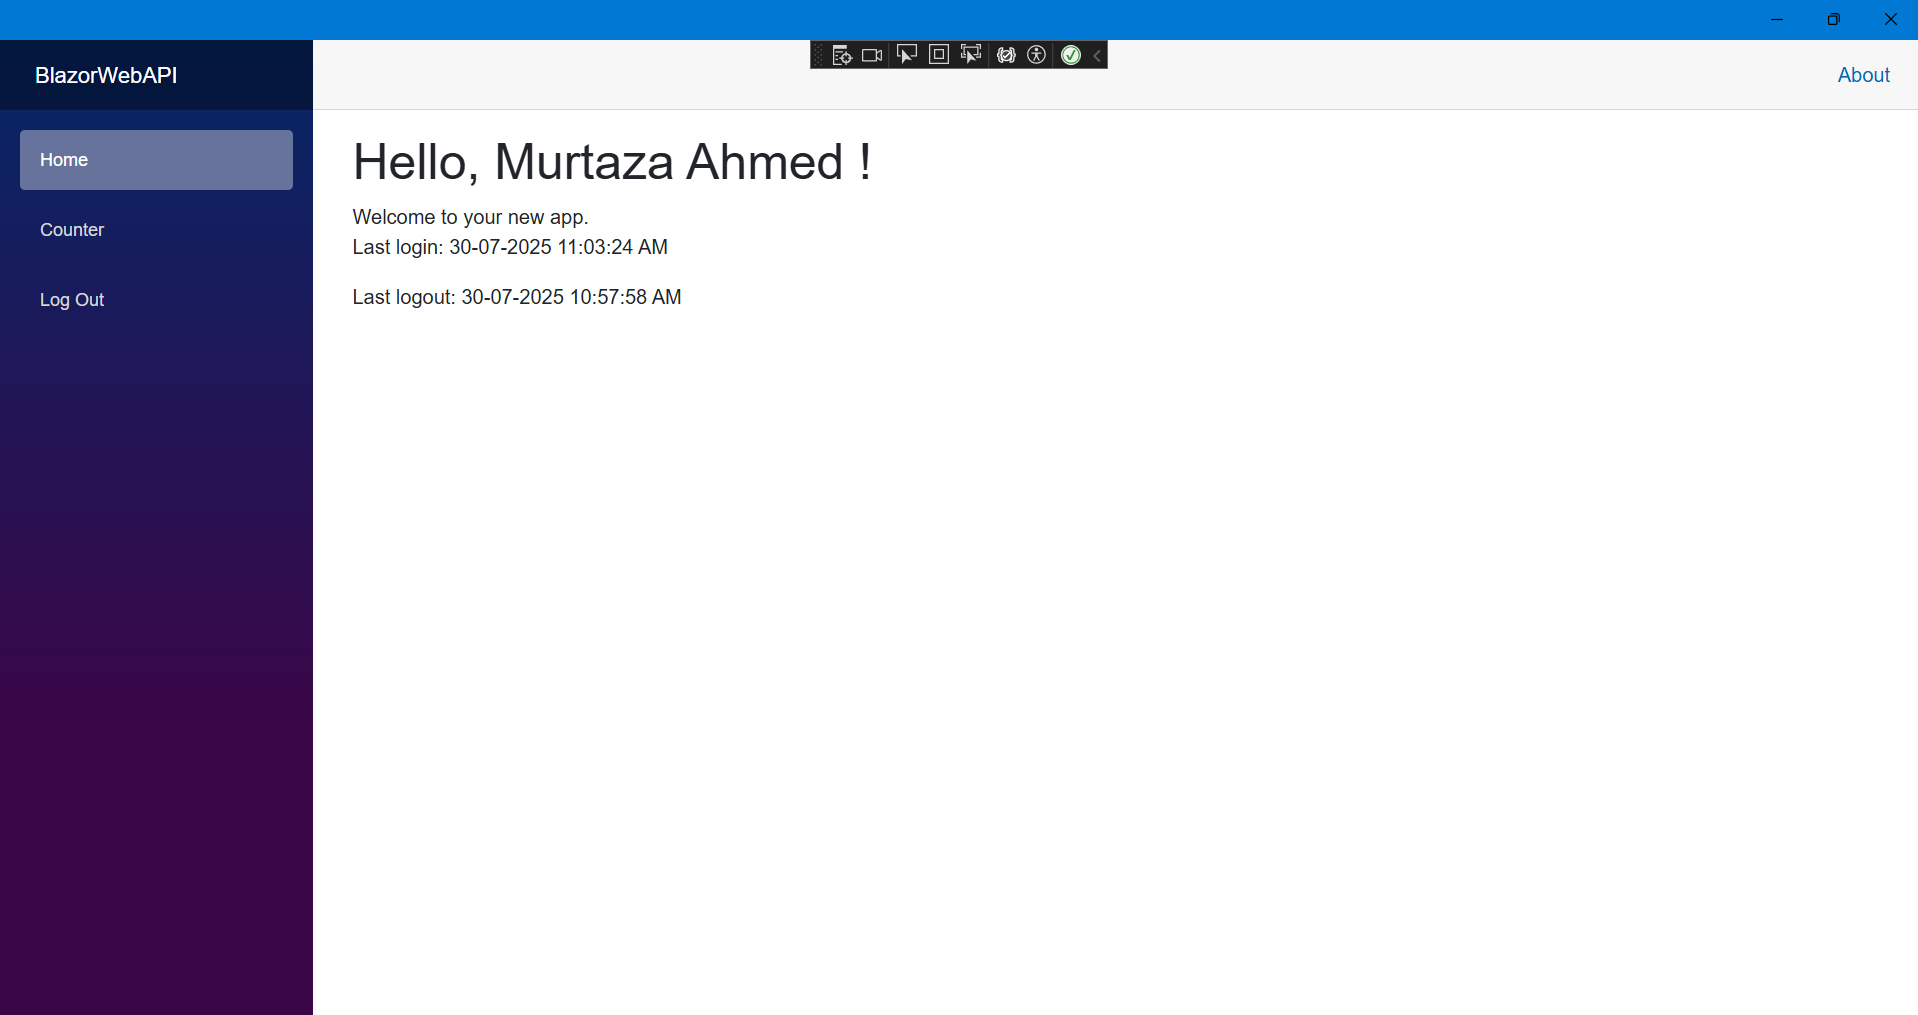 BlazorWebAPI
About
Home
Counter
Log Out
Hello, Murtaza Ahmed !
Welcome to your new app.
Last login: 30-07-2025 11:03:24 AM
Last logout: 30-07-2025 10:57:58 AM